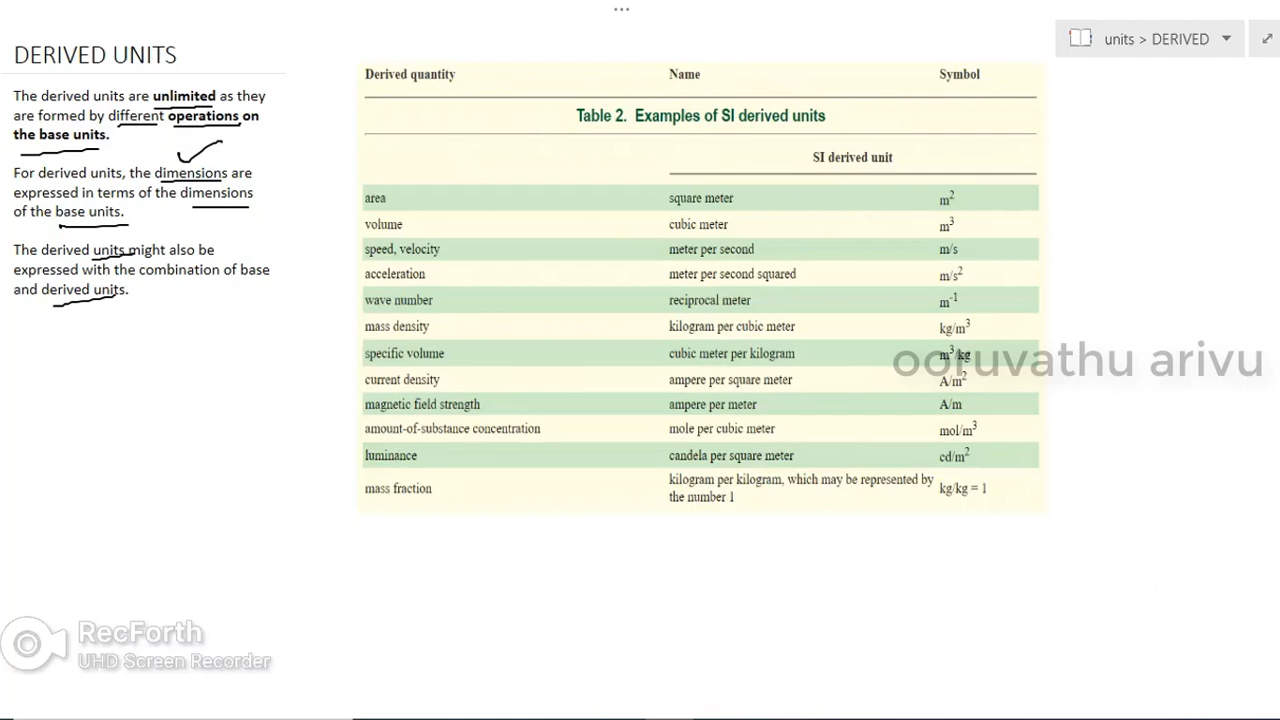 ...
units > DERIVED
DERIVED UNITS
The derived units are unlimited as they
are formed by different operations on
the base units.
For derived units, the dimensions are
expressed in terms of the dimensions
of the base units.
The derived units might also be
expressed with the combination of base
and derived units.
Derived quantity Name Symbol
Table 2. Examples of SI derived units
SI derived unit
area square meter m²
volume cubic meter m³
speed, velocity meter per second m/s
acceleration meter per second squared m/s²
wave number reciprocal meter m⁻¹
mass density kilogram per cubic meter kg/m³
specific volume cubic meter per kilogram m³/kg
ooruvathu arivu
current density ampere per square meter A/m²
magnetic field strength ampere per meter A/m
amount-of-substance concentration mole per cubic meter mol/m³
luminance candela per square meter cd/m²
mass fraction kilogram per kilogram, which may be represented by kg/kg = 1
the number 1
RecForth
UHD Screen Recorder